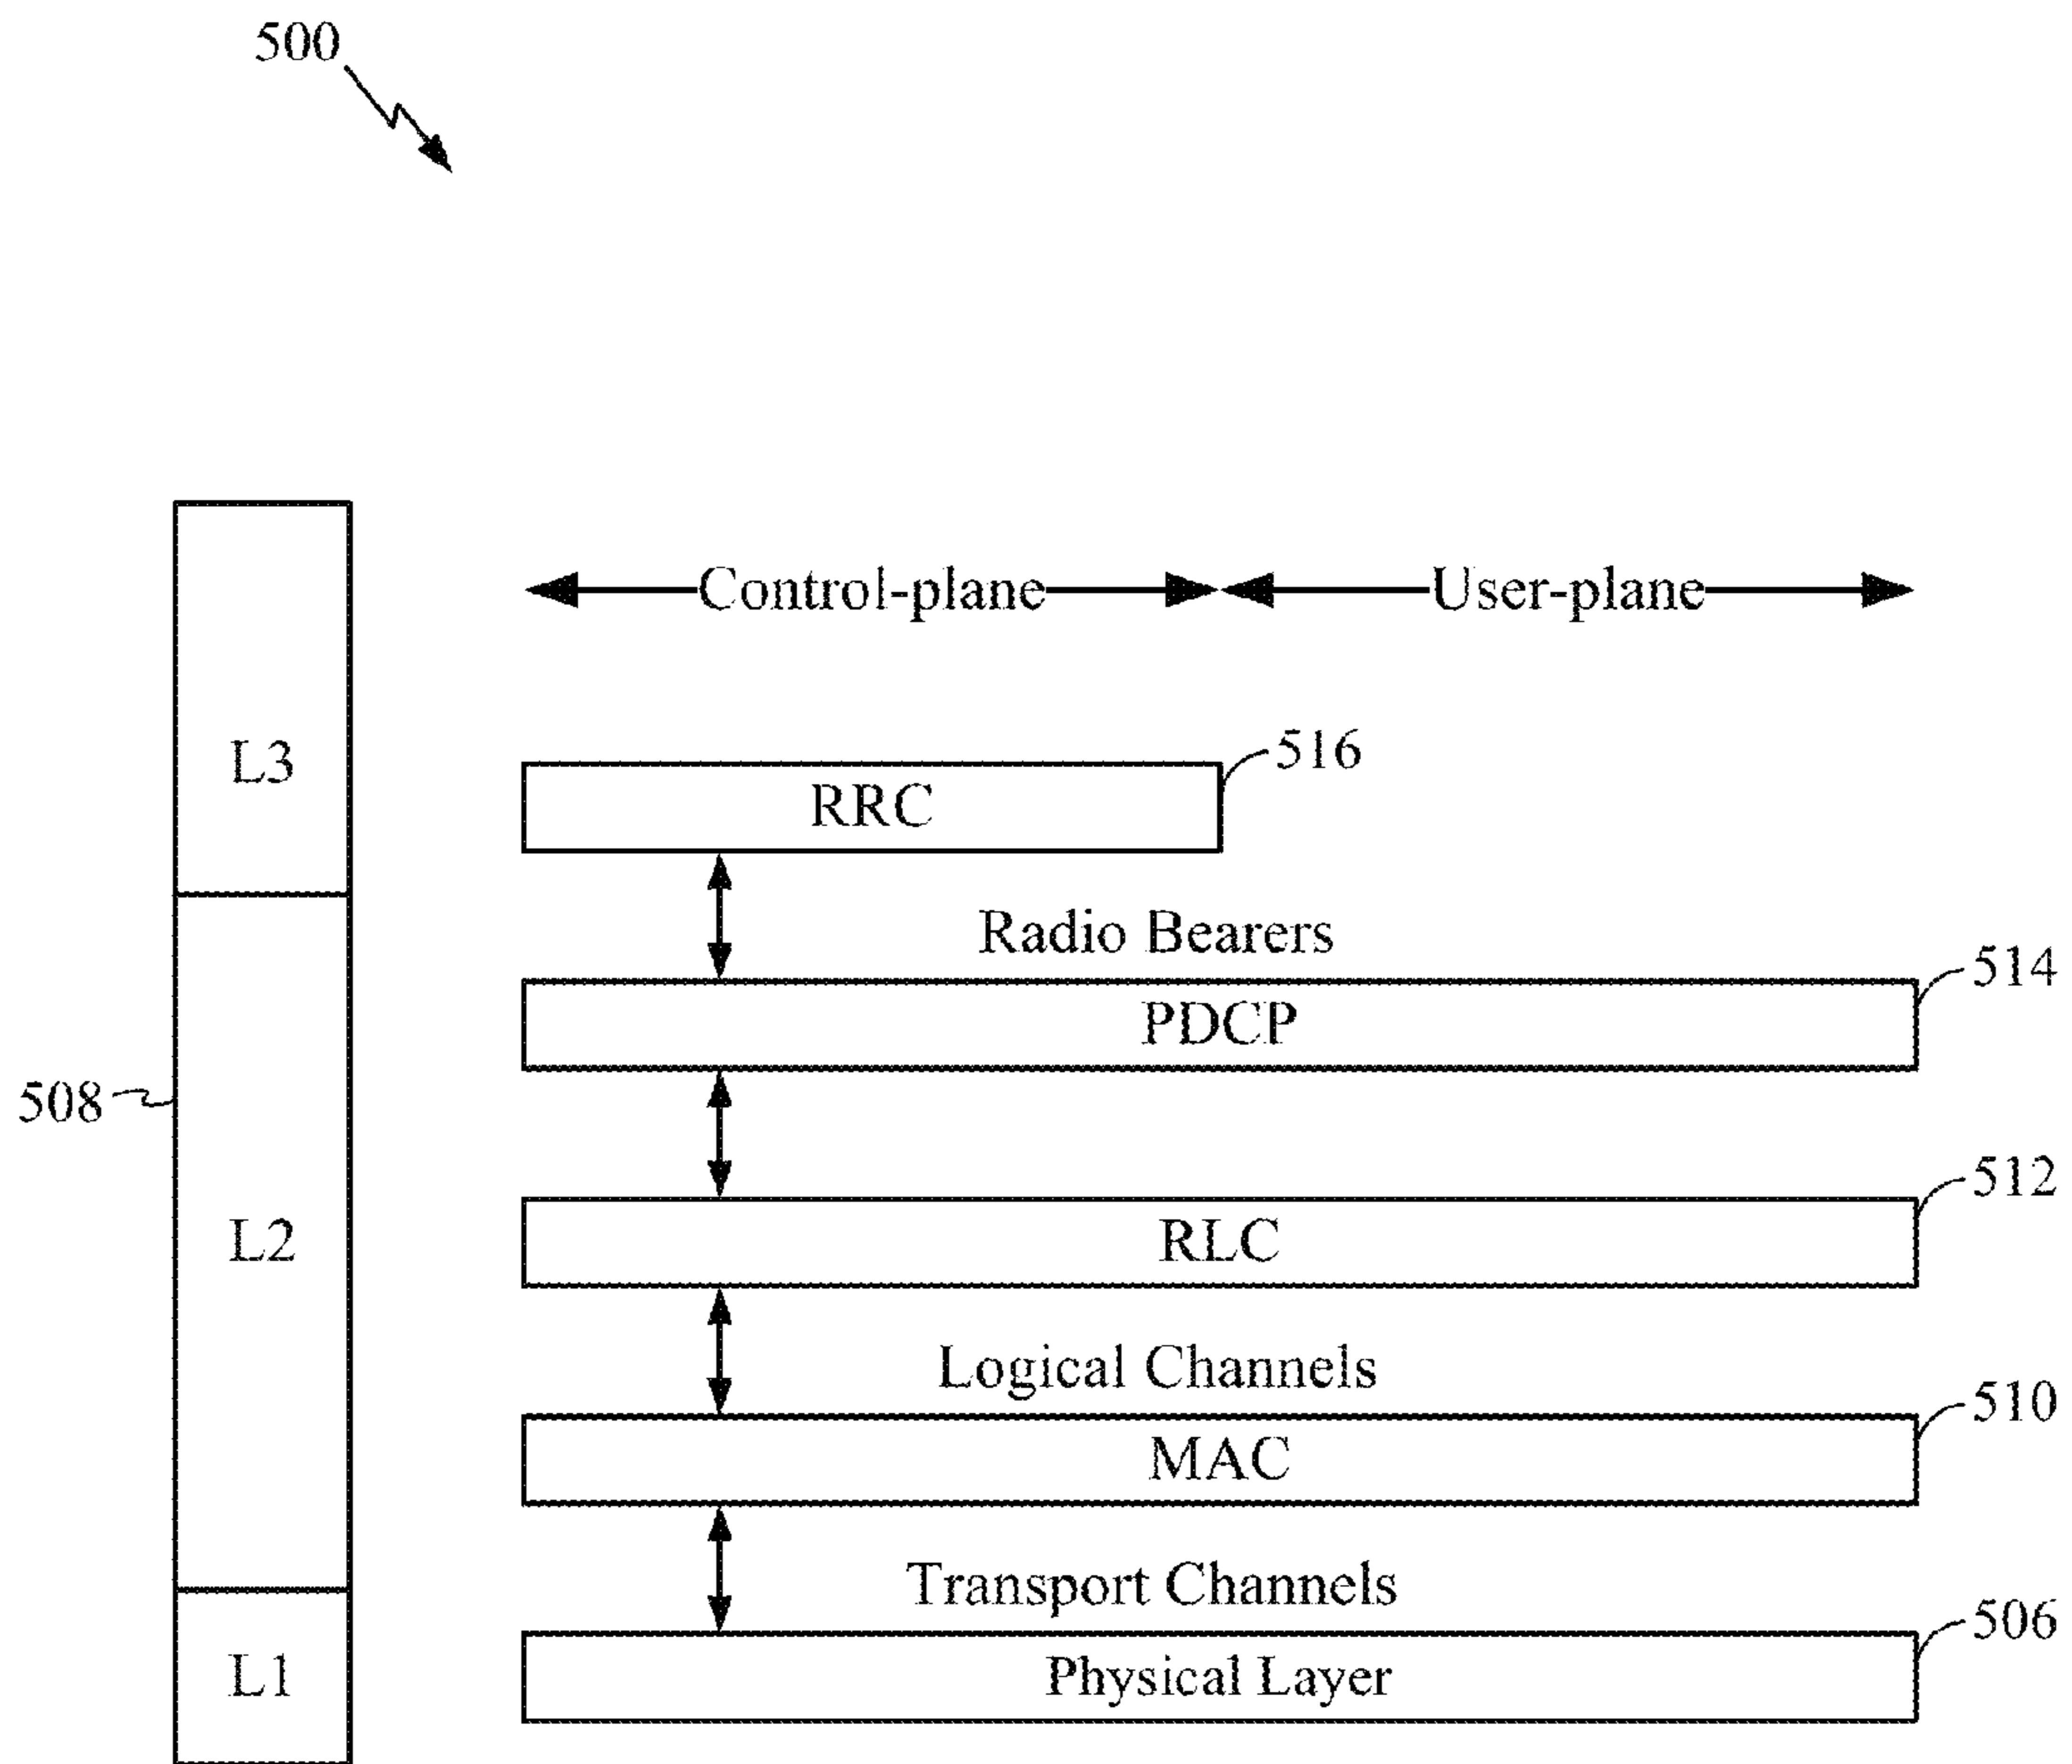 500
Control-plane
User-plane
L3
516
RRC
Radio Bearers
514
PDCP
508
512
L2
RLC
Logical Channels
510
MAC
Transport Channels
506
L1
Physical Layer